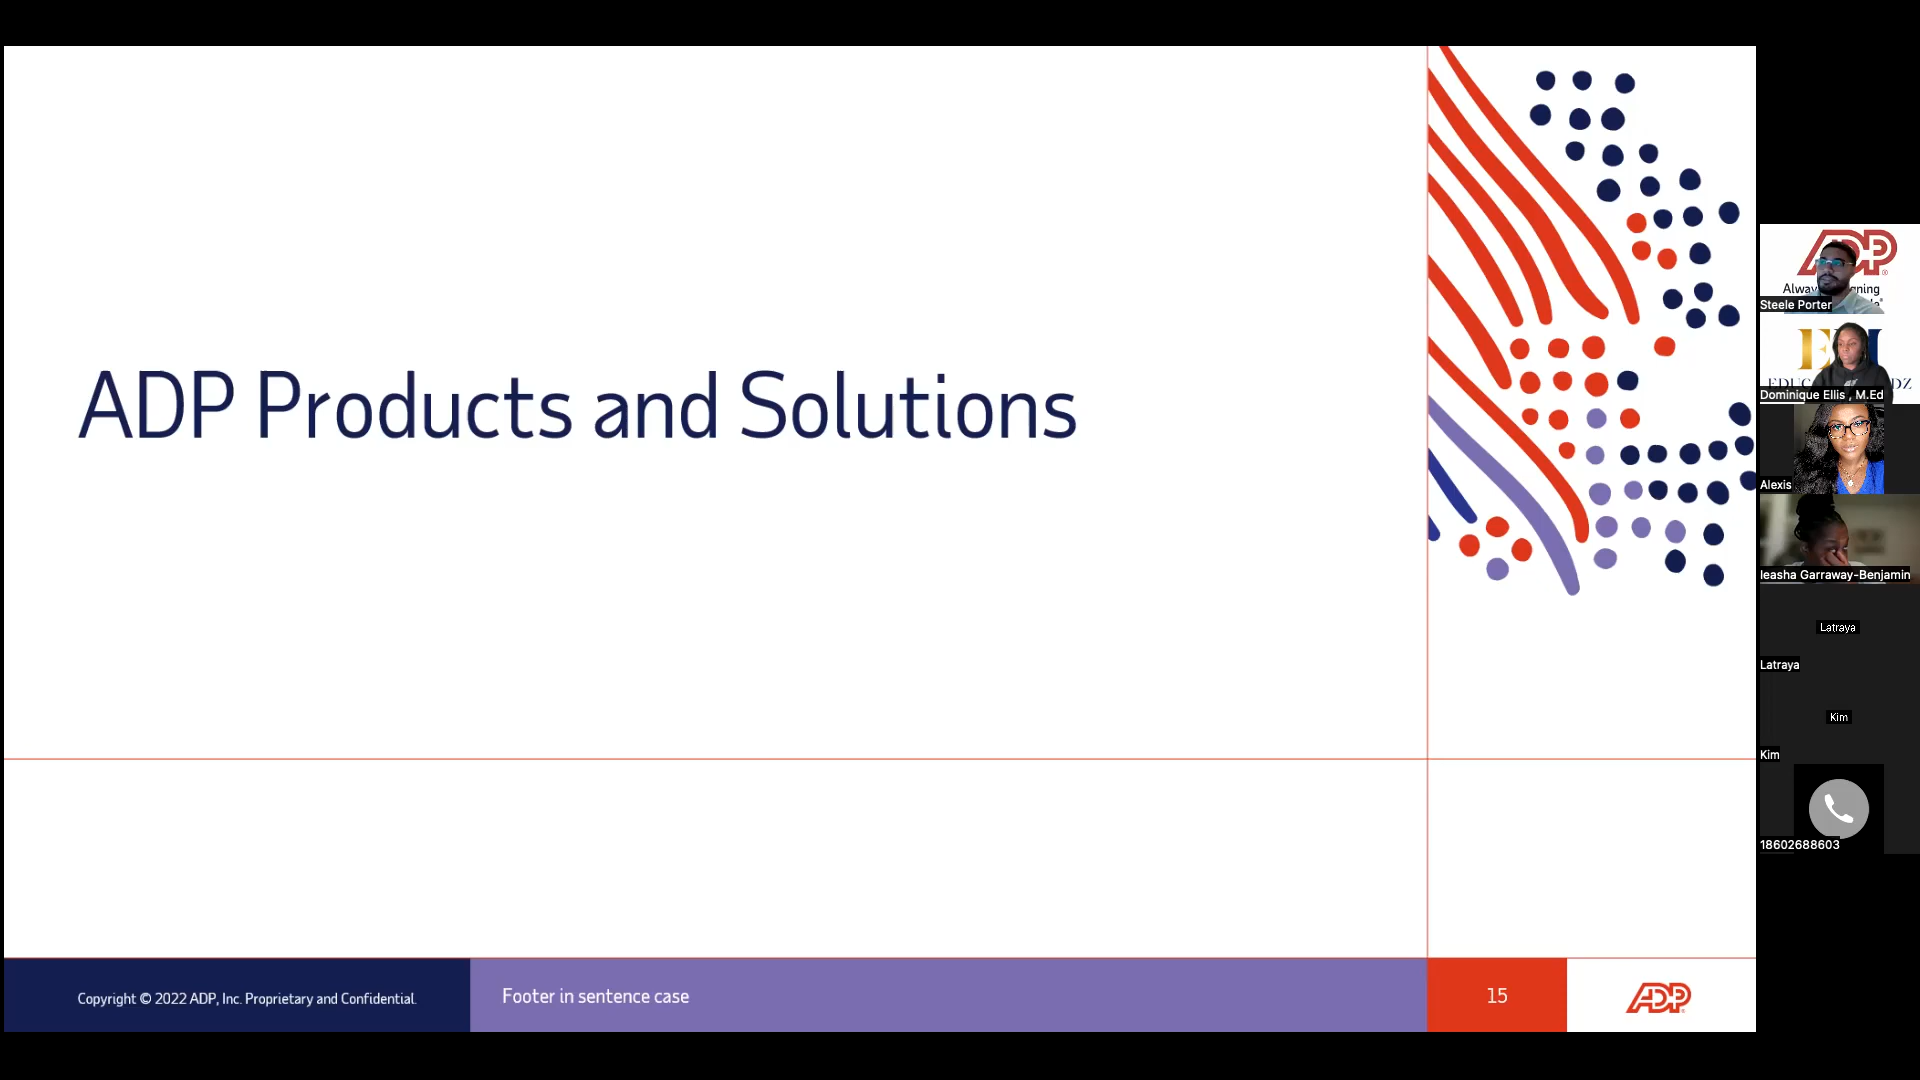 ADP Products and Solutions
Copyright © 2022 ADP, Inc. Proprietary and Confidential.
Footer in sentence case
15
ADP
ADP
Steele Porter
Dominique Ellis , M.Ed
Alexis
Ieasha Garraway-Benjamin
Latraya
Latraya
Kim
Kim
18602688603